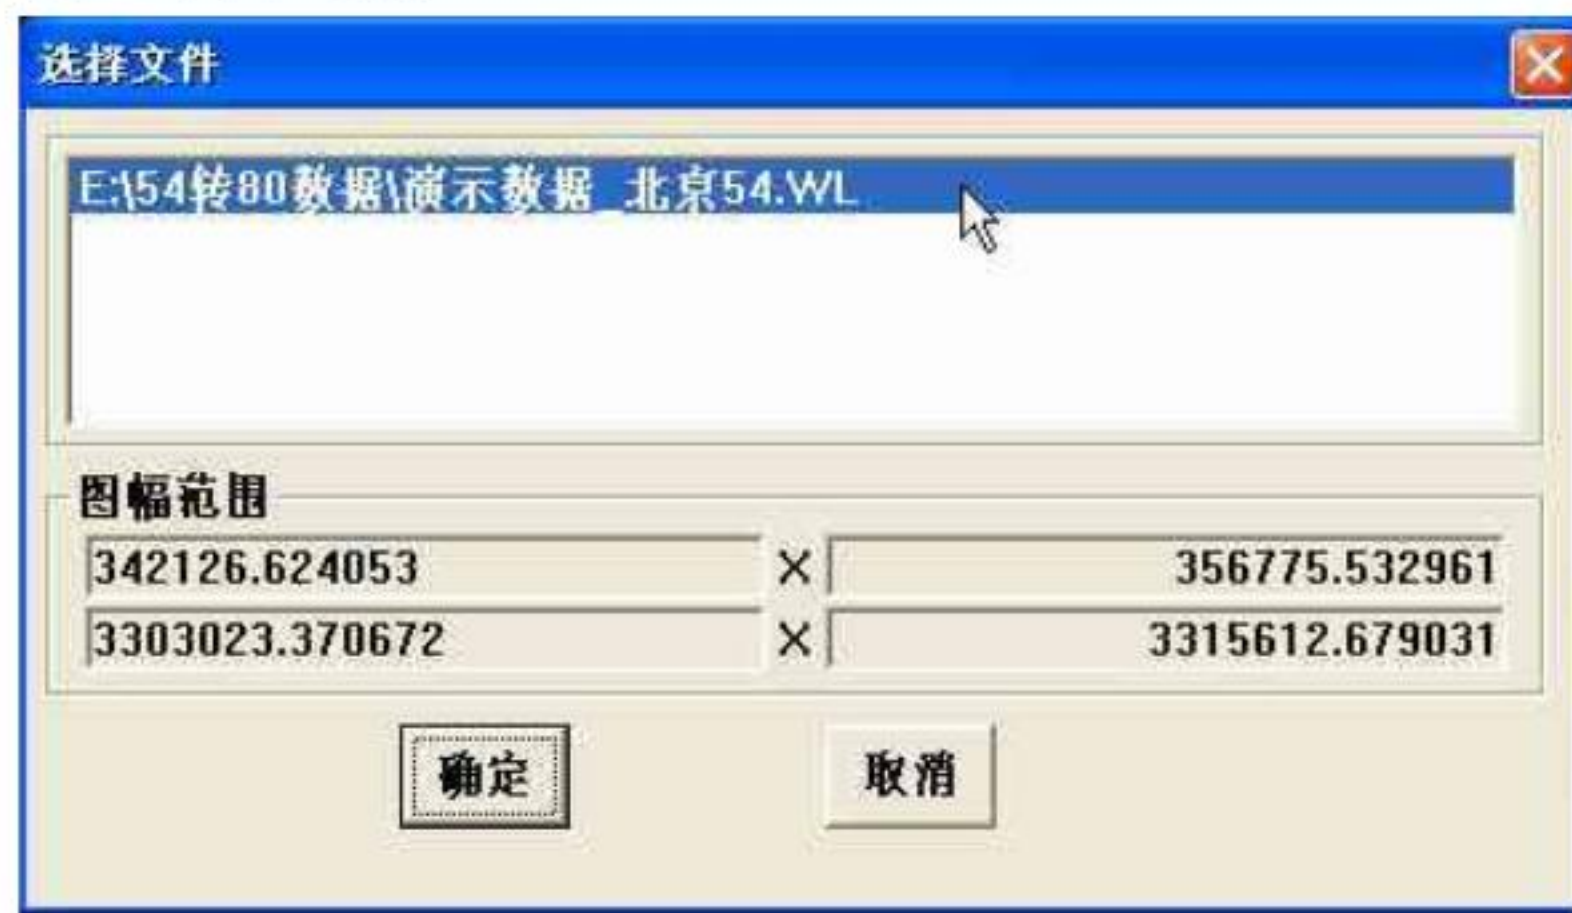 选择文件
E:\54转80数据\演示数据_北京54.WL
图幅范围
342126.624053 X 356775.532961
3303023.370672 X 3315612.679031
确定 取消